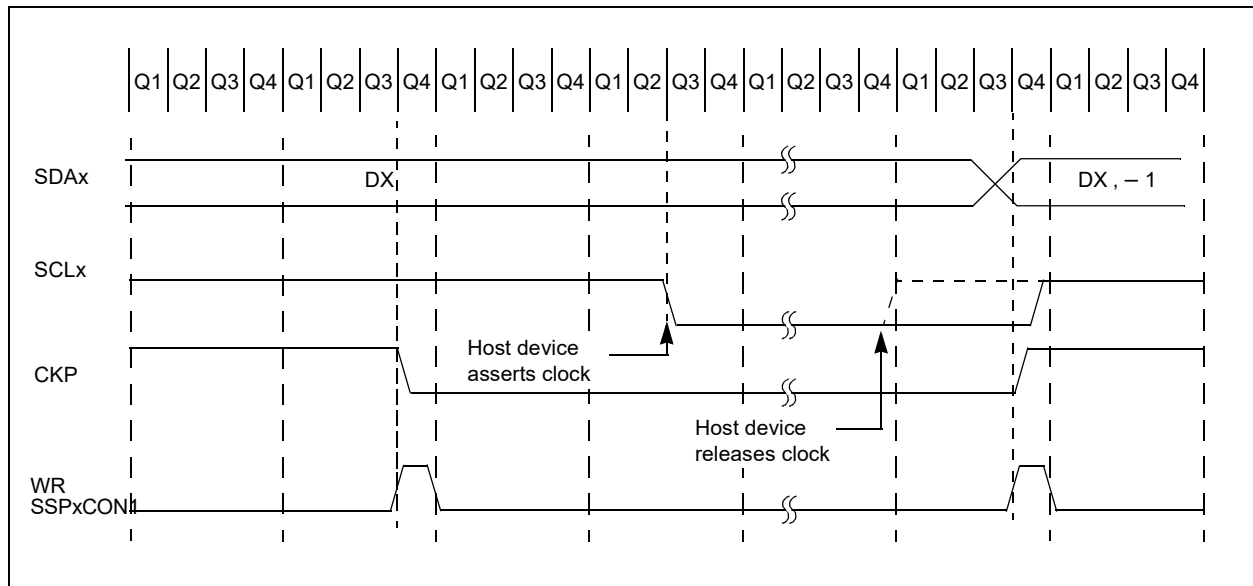 Q1 Q2 Q3 Q4 Q1 Q2 Q3 Q4 Q1 Q2 Q3 Q4 Q1 Q2 Q3 Q4 Q1 Q2 Q3 Q4 Q1 Q2 Q3 Q4 Q1 Q2 Q3 Q4
SDAx
DX
DX , – 1
SCLx
Host device
asserts clock
CKP
Host device
releases clock
WR
SSPxCON1